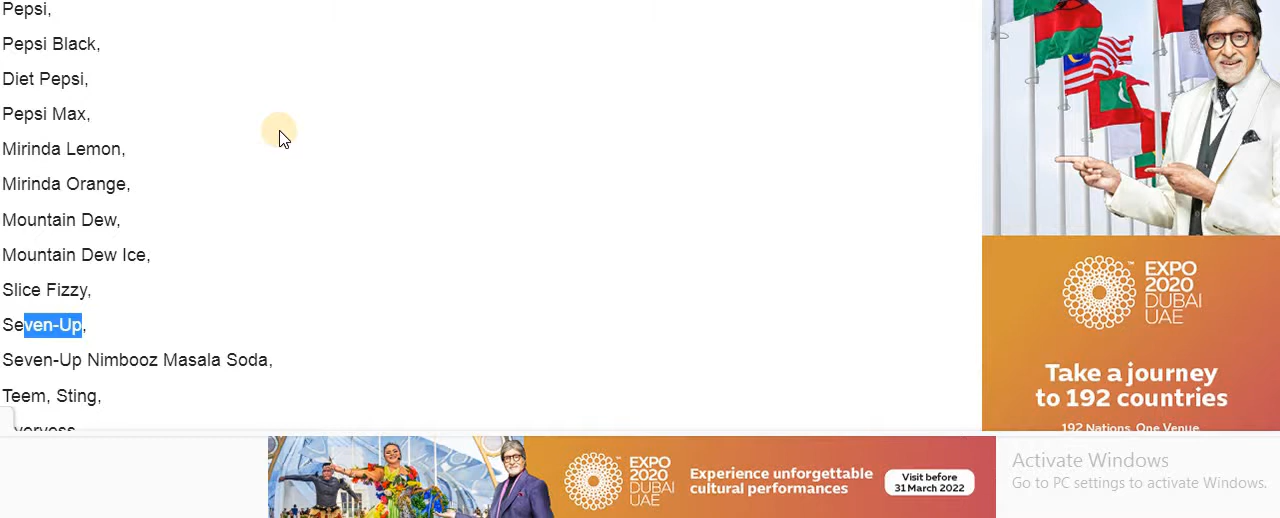 Pepsi,
Pepsi Black,
Diet Pepsi,
Pepsi Max,
Mirinda Lemon,
Mirinda Orange,
Mountain Dew,
Mountain Dew Ice,
Slice Fizzy,
Seven-Up,
Seven-Up Nimbooz Masala Soda,
Teem, Sting,
EXPO
2020
DUBAI
UAE
Take a journey
to 192 countries
192 Nations. One Venue.
EXPO
2020
DUBAI
UAE
Experience unforgettable
cultural performances
Visit before
31 March 2022
Activate Windows
Go to PC settings to activate Windows.